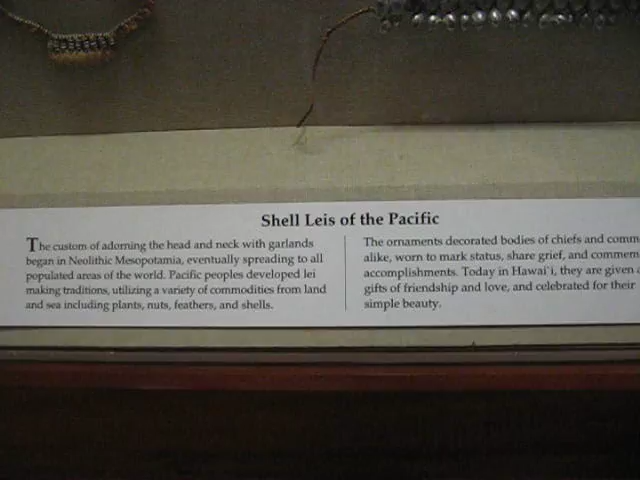 Shell Leis of the Pacific
The custom of adorning the head and neck with garlands
began in Neolithic Mesopotamia, eventually spreading to all
populated areas of the world. Pacific peoples developed lei
making traditions, utilizing a variety of commodities from land
and sea including plants, nuts, feathers, and shells.
The ornaments decorated bodies of chiefs and comm
alike, worn to mark status, share grief, and commem
accomplishments. Today in Hawai`i, they are given
gifts of friendship and love, and celebrated for their
simple beauty.